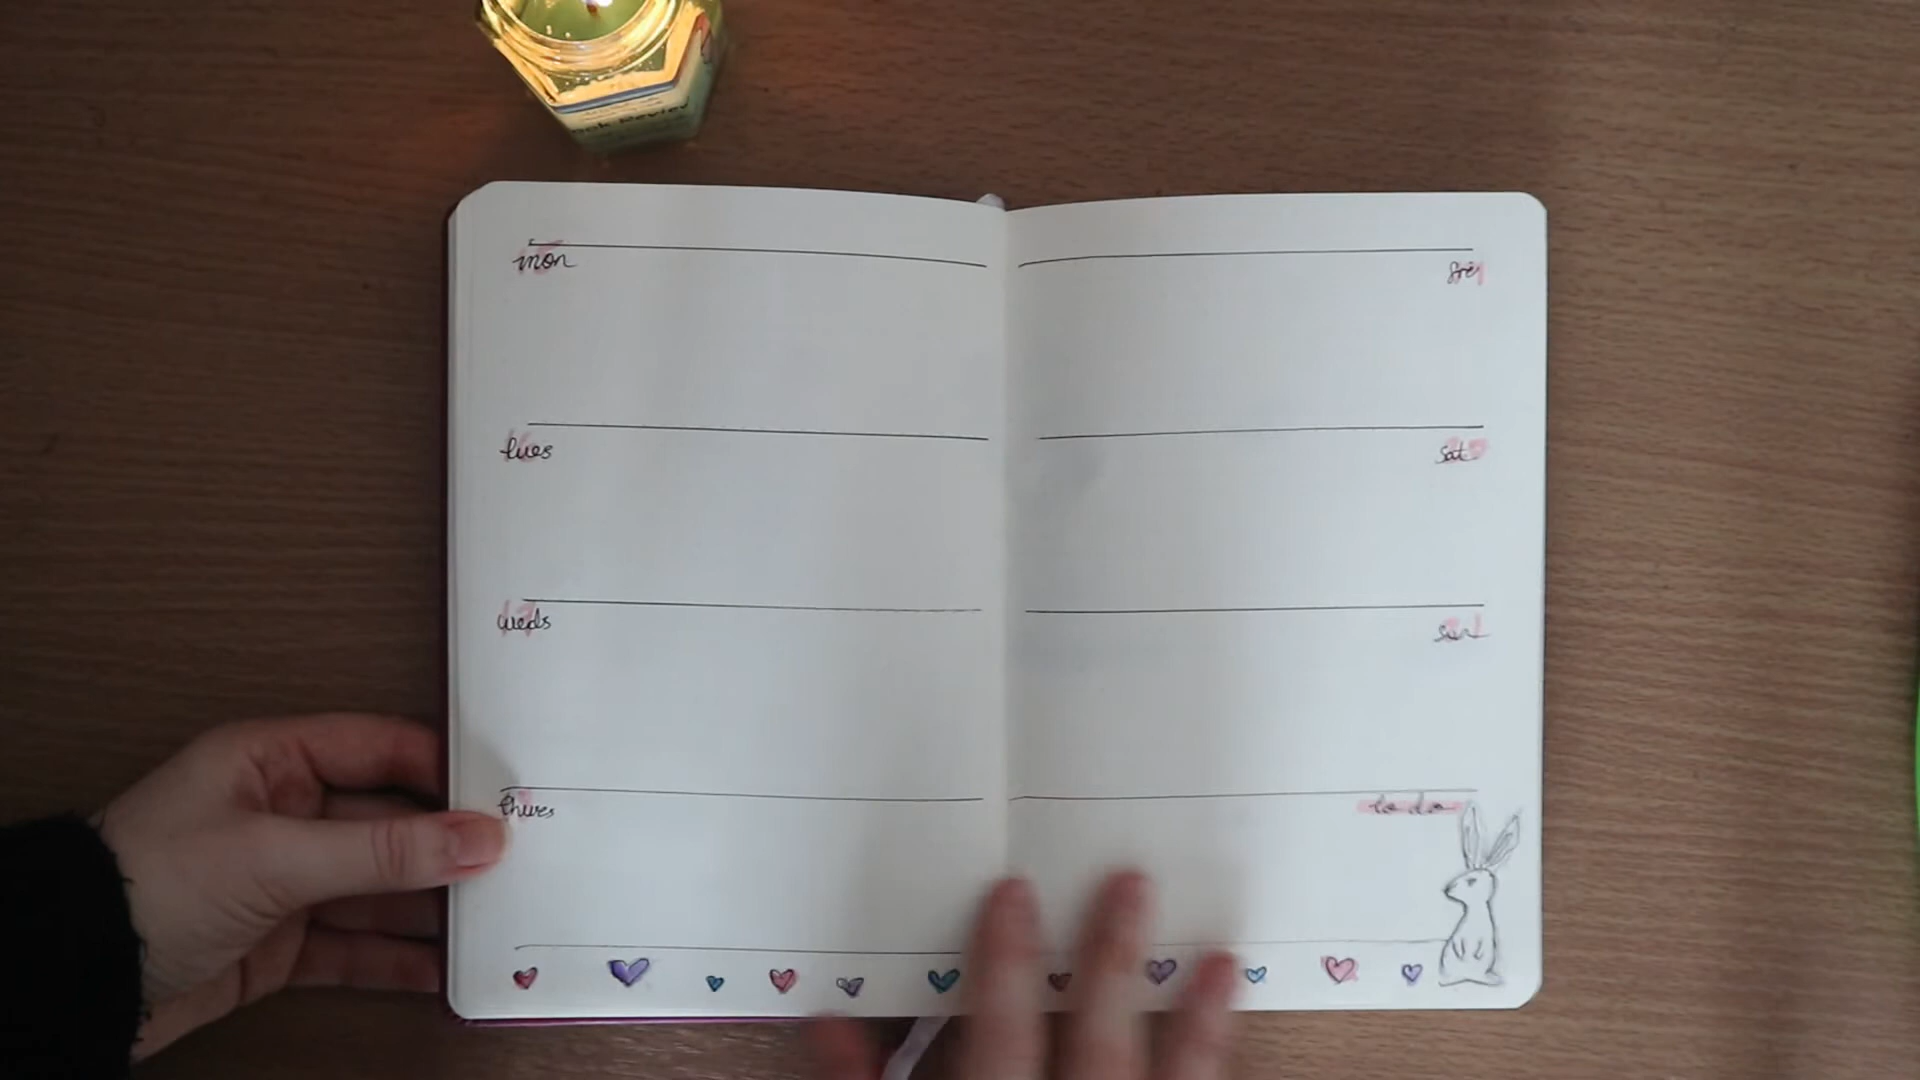 mon
tues
weds
thurs
fri
sat
sun
to do